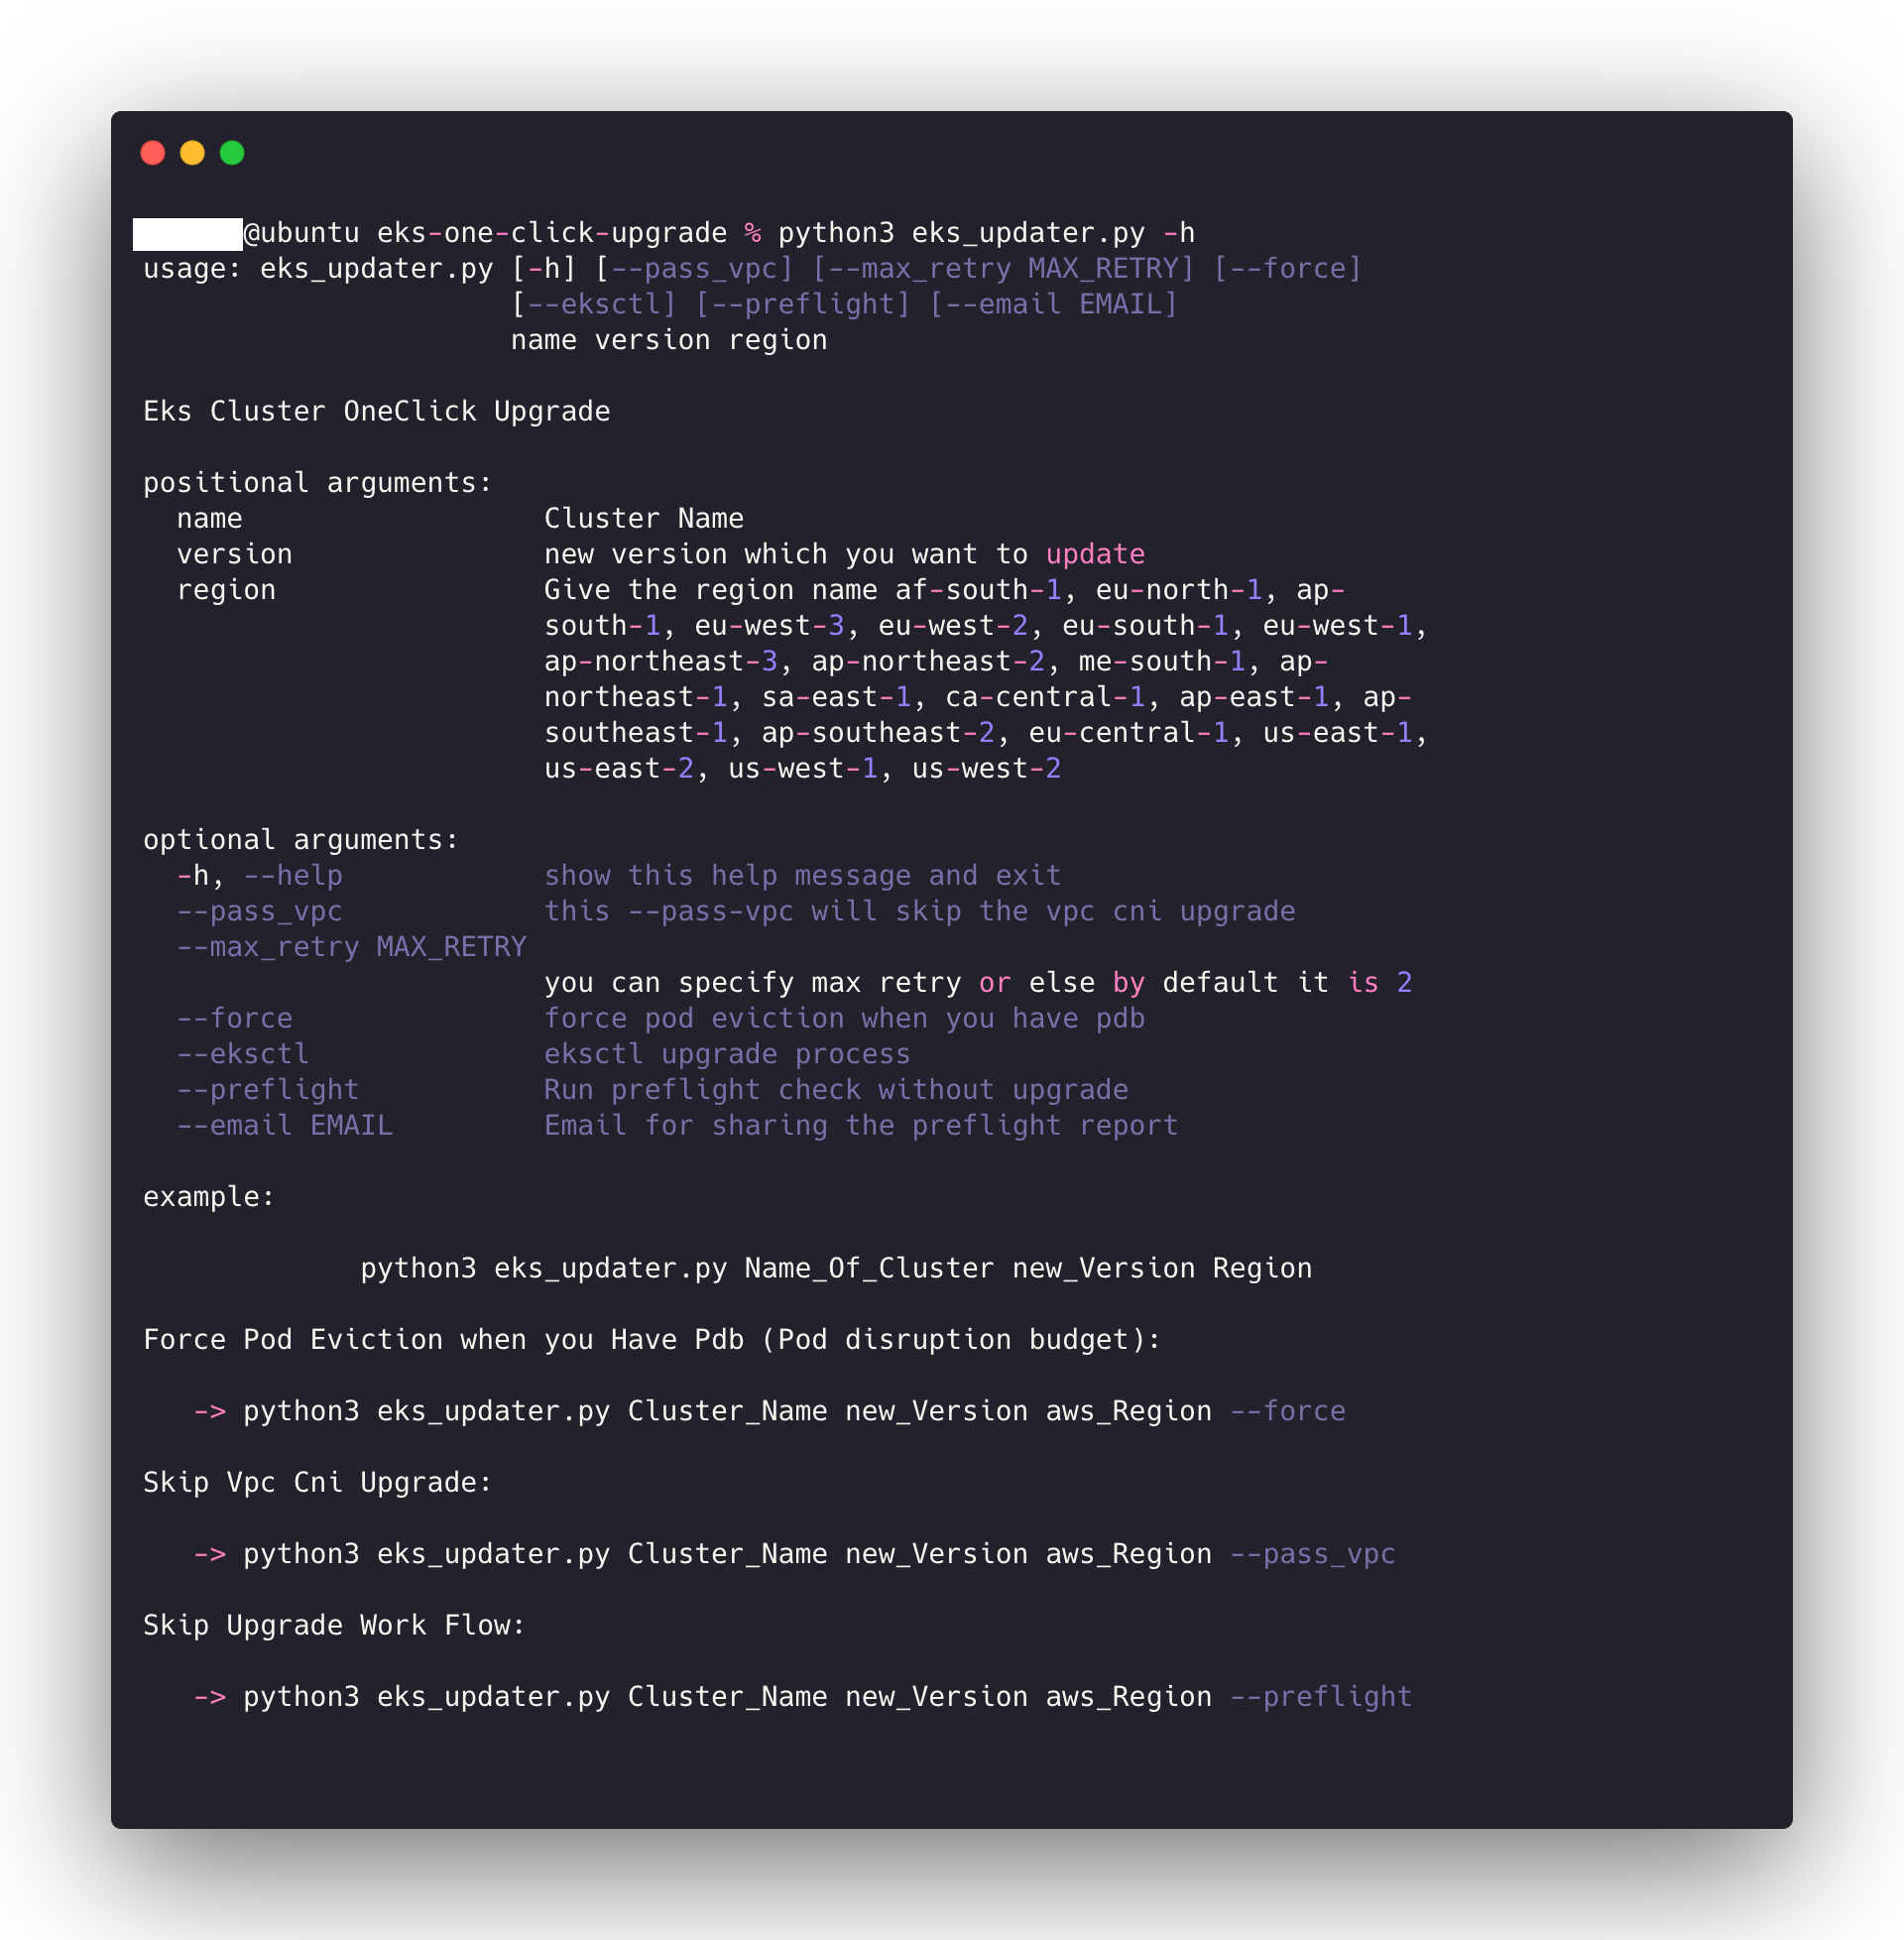 @ubuntu eks-one-click-upgrade % python3 eks_updater.py -h
usage: eks_updater.py [-h] [--pass_vpc] [--max_retry MAX_RETRY] [--force]
[--eksctl] [--preflight] [--email EMAIL]
name version region
Eks Cluster OneClick Upgrade
positional arguments:
name Cluster Name
version new version which you want to update
region Give the region name af-south-1, eu-north-1, ap-
south-1, eu-west-3, eu-west-2, eu-south-1, eu-west-1,
ap-northeast-3, ap-northeast-2, me-south-1, ap-
northeast-1, sa-east-1, ca-central-1, ap-east-1, ap-
southeast-1, ap-southeast-2, eu-central-1, us-east-1,
us-east-2, us-west-1, us-west-2
optional arguments:
-h, --help show this help message and exit
--pass_vpc this --pass-vpc will skip the vpc cni upgrade
--max_retry MAX_RETRY
you can specify max retry or else by default it is 2
--force force pod eviction when you have pdb
--eksctl eksctl upgrade process
--preflight Run preflight check without upgrade
--email EMAIL Email for sharing the preflight report
example:
python3 eks_updater.py Name_Of_Cluster new_Version Region
Force Pod Eviction when you Have Pdb (Pod disruption budget):
-> python3 eks_updater.py Cluster_Name new_Version aws_Region --force
Skip Vpc Cni Upgrade:
-> python3 eks_updater.py Cluster_Name new_Version aws_Region --pass_vpc
Skip Upgrade Work Flow:
-> python3 eks_updater.py Cluster_Name new_Version aws_Region --preflight